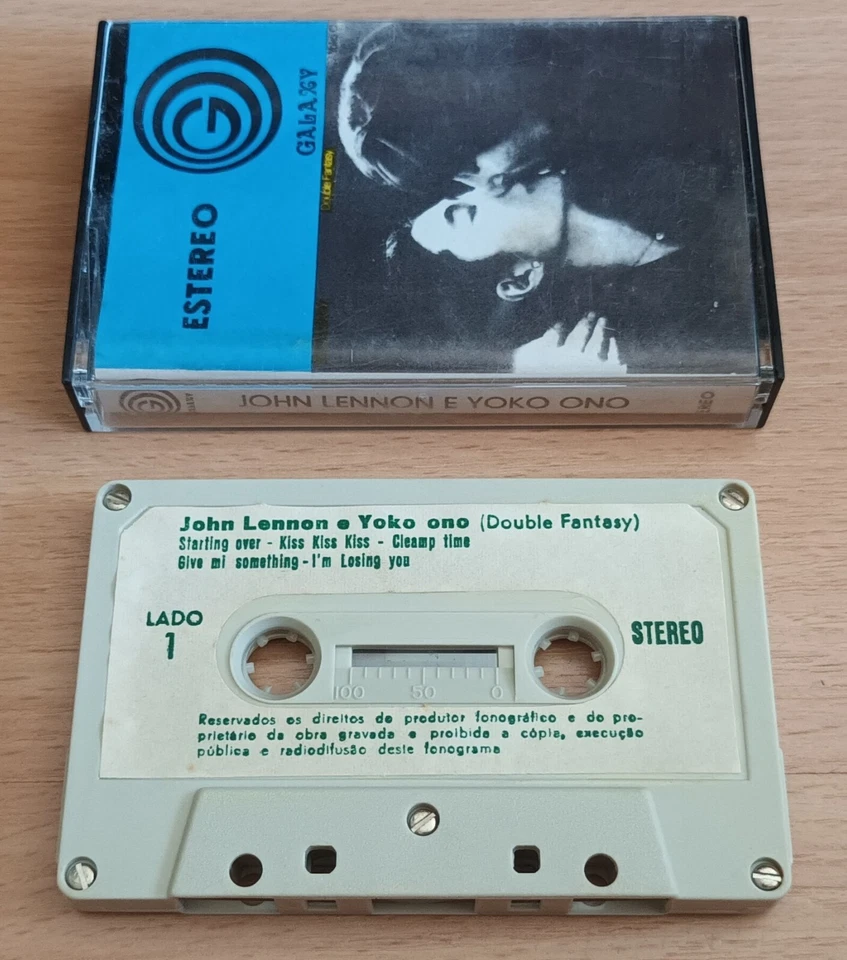 G
GALAXY
ESTEREO
Double Fantasy
G
GALAXY
JOHN LENNON E YOKO ONO
STEREO
John Lennon e Yoko ono (Double Fantasy)
Starting over - Kiss Kiss Kiss - Cleamp time
Give mi something - I'm Losing you
LADO
1
STEREO
100 50 0
Reservados os direitos do produtor fonográfico e do pro-
prietário da obra gravada e proibida a cópia, execução
pública e radiodifusão deste fonograma